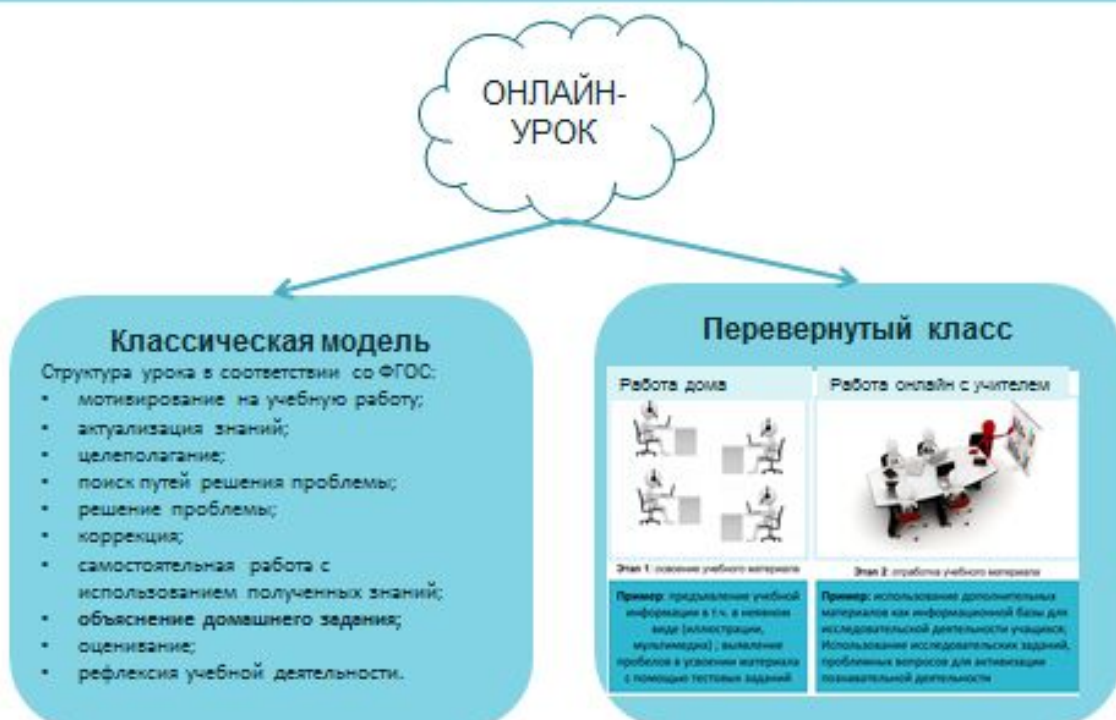 ОНЛАЙН-
УРОК
Классическая модель
Структура урока в соответствии со ФГОС:
• мотивирование на учебную работу;
• актуализация знаний;
• целеполагание;
• поиск путей решения проблемы;
• решение проблемы;
• коррекция;
• самостоятельная работа с
использованием полученных знаний;
• объяснение домашнего задания;
• оценивание;
• рефлексия учебной деятельности.
Перевернутый класс
Работа дома
Этап 1: освоение учебного материала
Пример: предъявление учебной
информации в т.ч. в неявном
виде (иллюстрации,
мультимедиа) ; выявление
пробелов в усвоении материала
с помощью тестовых заданий
Работа онлайн с учителем
Этап 2: отработка учебного материала
Пример: использование дополнительных
материалов как информационной базы для
исследовательской деятельности учащихся;
Использование исследовательских заданий,
проблемных вопросов для активизации
познавательной деятельности